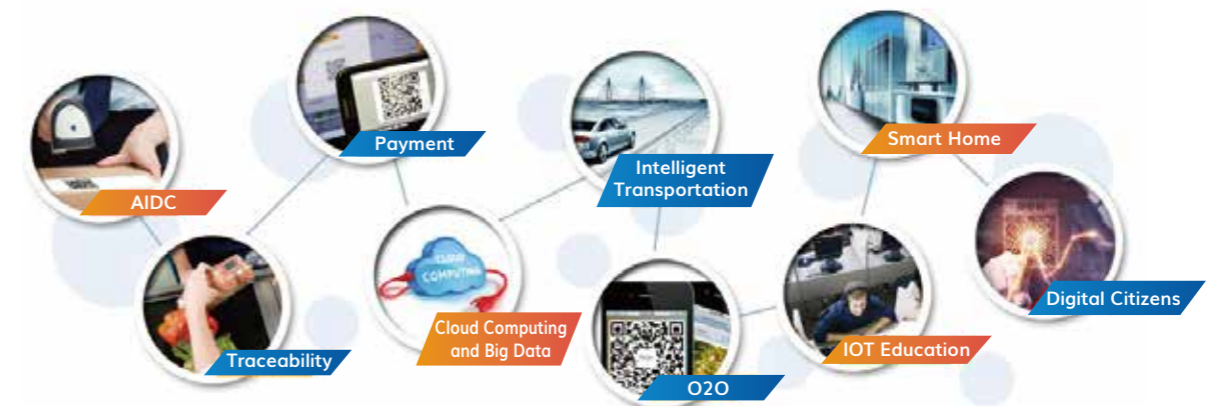 AIDC
Traceability
Payment
CLOUD
COMPUTING
Cloud Computing
and Big Data
Intelligent
Transportation
O2O
IOT Education
Smart Home
Digital Citizens